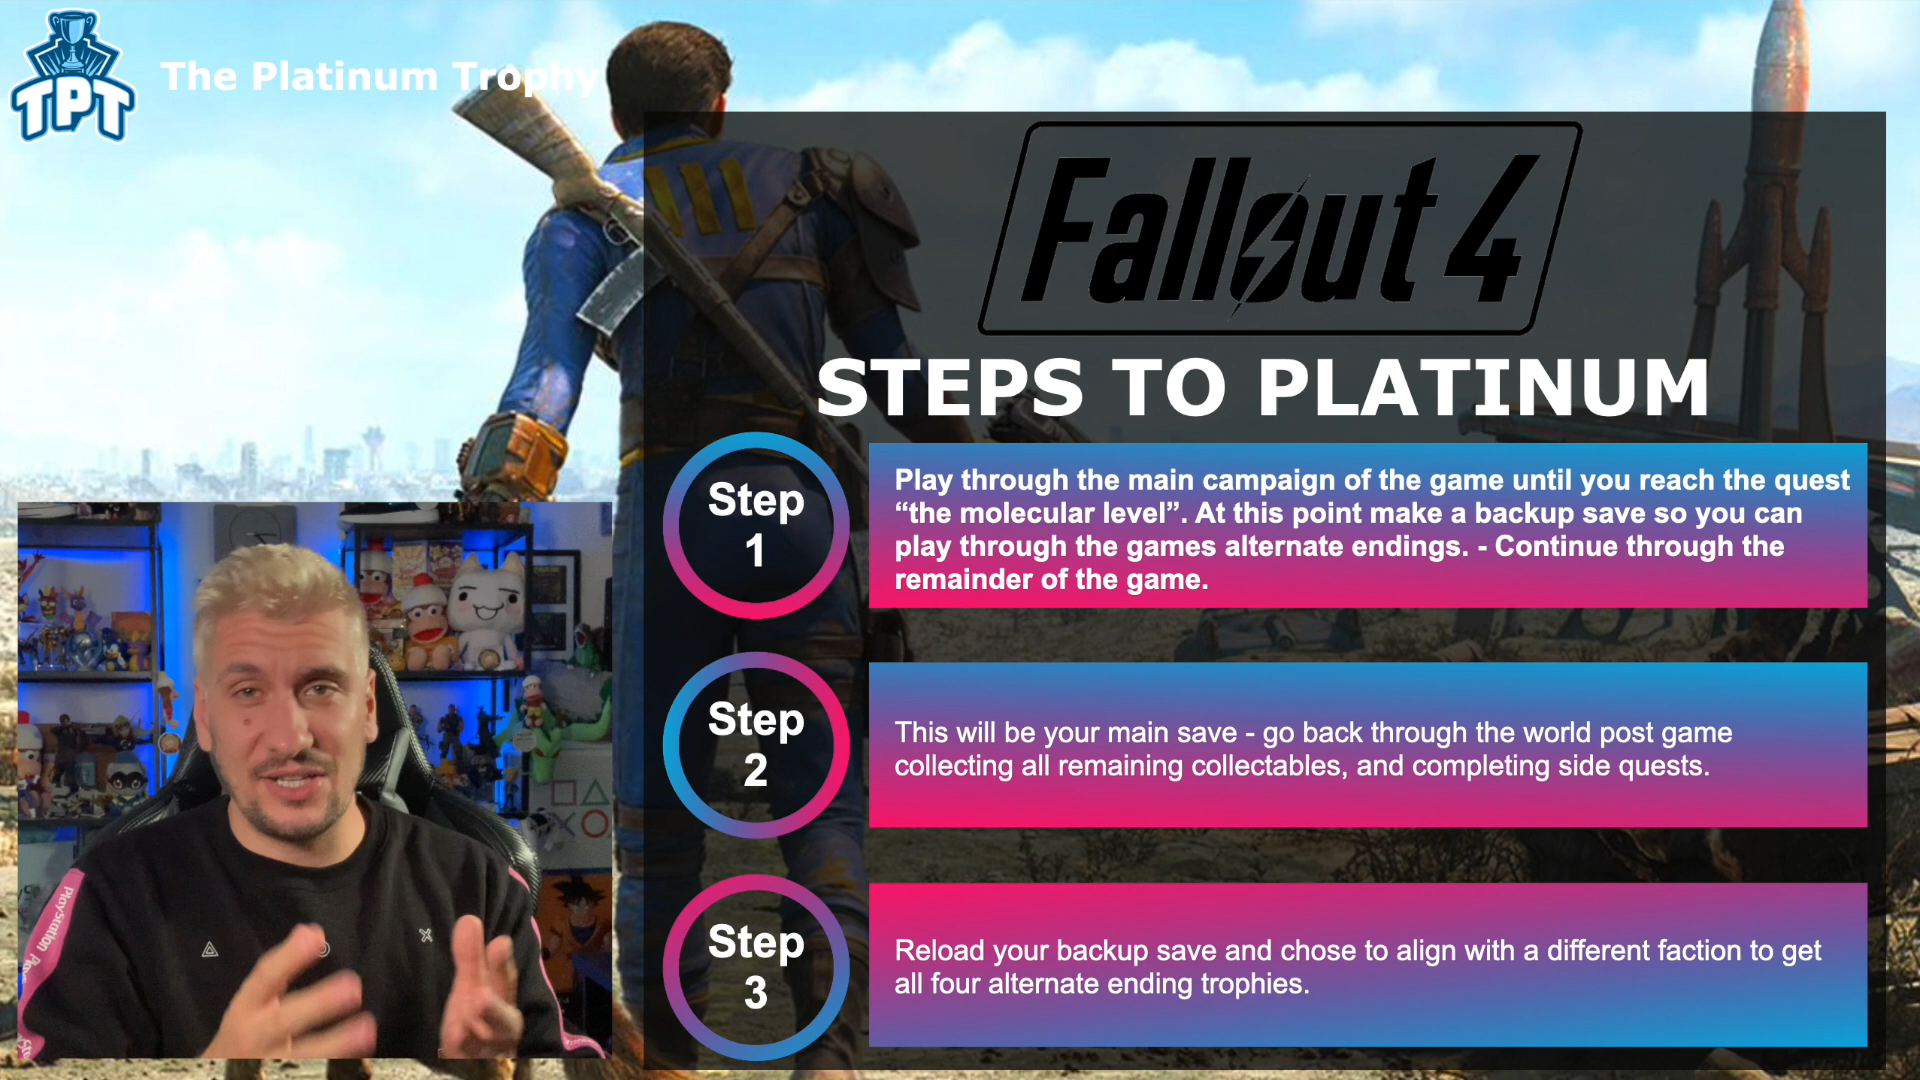 TPT
The Platinum Trophy
Fallout 4
STEPS TO PLATINUM
Step
1
Play through the main campaign of the game until you reach the quest
“the molecular level”. At this point make a backup save so you can
play through the games alternate endings. - Continue through the
remainder of the game.
Step
2
This will be your main save - go back through the world post game
collecting all remaining collectables, and completing side quests.
Step
3
Reload your backup save and chose to align with a different faction to get
all four alternate ending trophies.
111
PlayStation